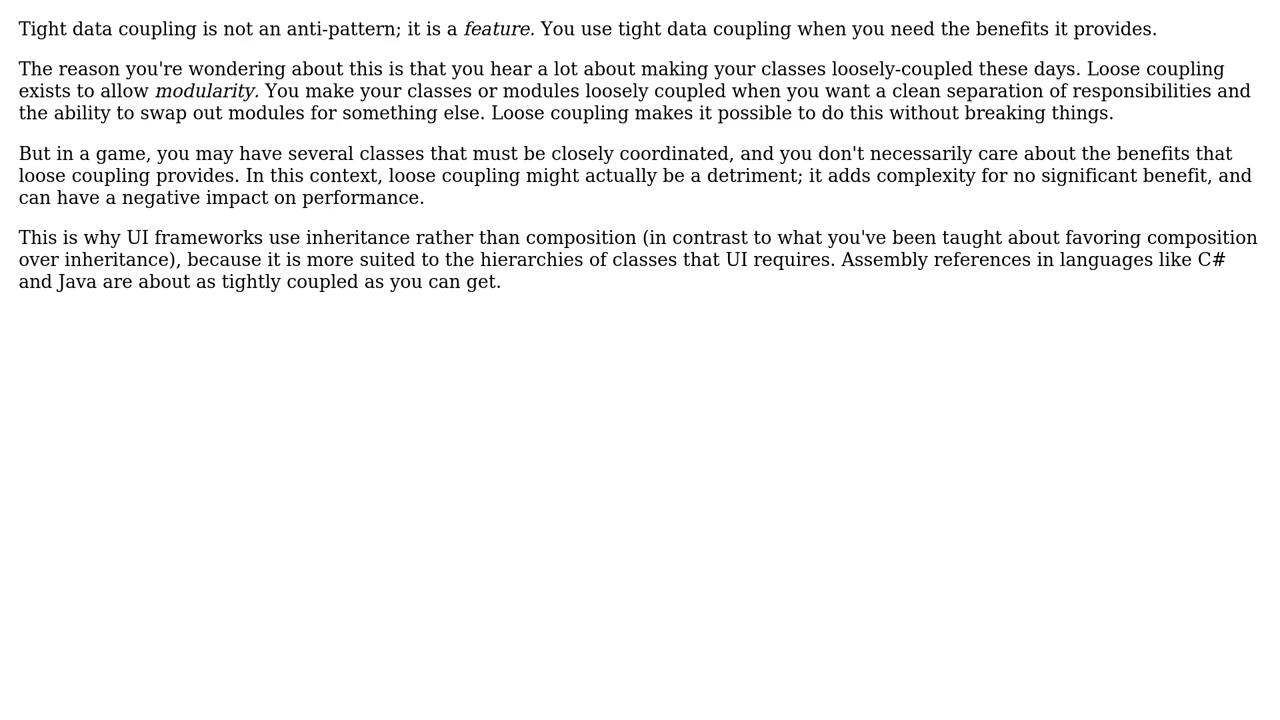 Tight data coupling is not an anti-pattern; it is a feature. You use tight data coupling when you need the benefits it provides.
The reason you're wondering about this is that you hear a lot about making your classes loosely-coupled these days. Loose coupling
exists to allow modularity. You make your classes or modules loosely coupled when you want a clean separation of responsibilities and
the ability to swap out modules for something else. Loose coupling makes it possible to do this without breaking things.
But in a game, you may have several classes that must be closely coordinated, and you don't necessarily care about the benefits that
loose coupling provides. In this context, loose coupling might actually be a detriment; it adds complexity for no significant benefit, and
can have a negative impact on performance.
This is why UI frameworks use inheritance rather than composition (in contrast to what you've been taught about favoring composition
over inheritance), because it is more suited to the hierarchies of classes that UI requires. Assembly references in languages like C#
and Java are about as tightly coupled as you can get.